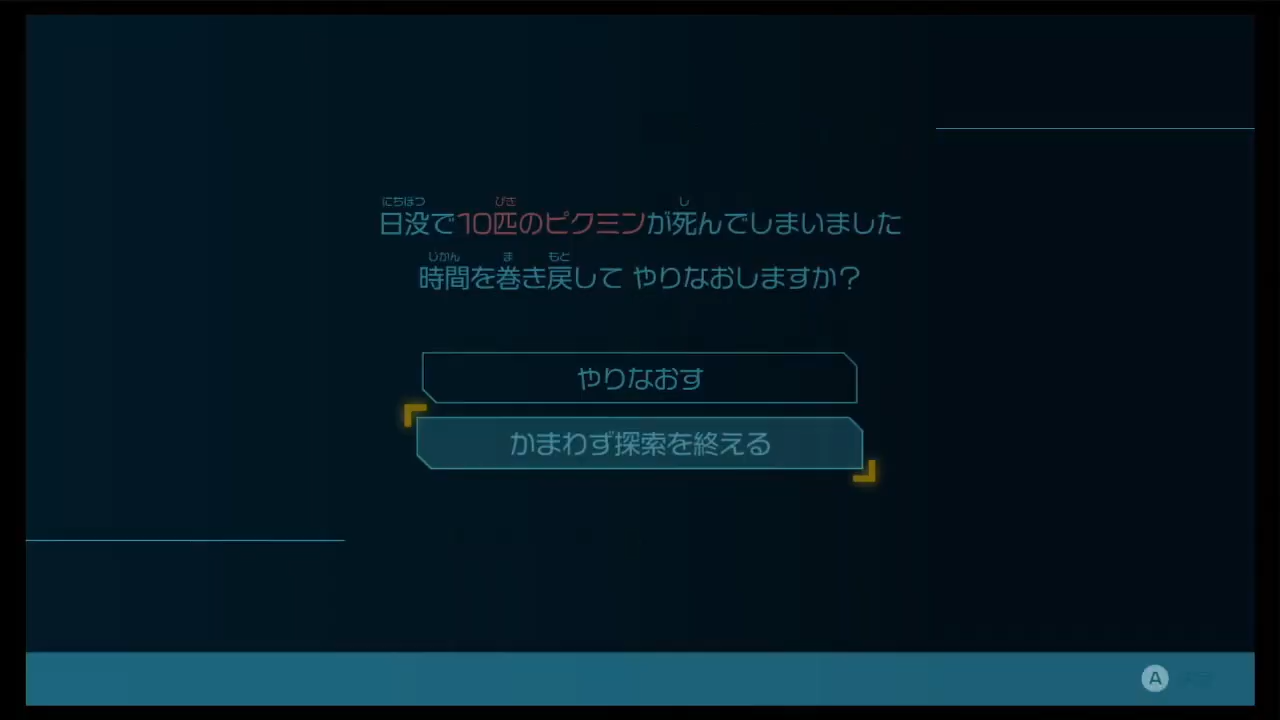 日没で10匹のピクミンが死んでしまいました
時間を巻き戻して やりなおしますか？
やりなおす
かまわず探索を終える
A